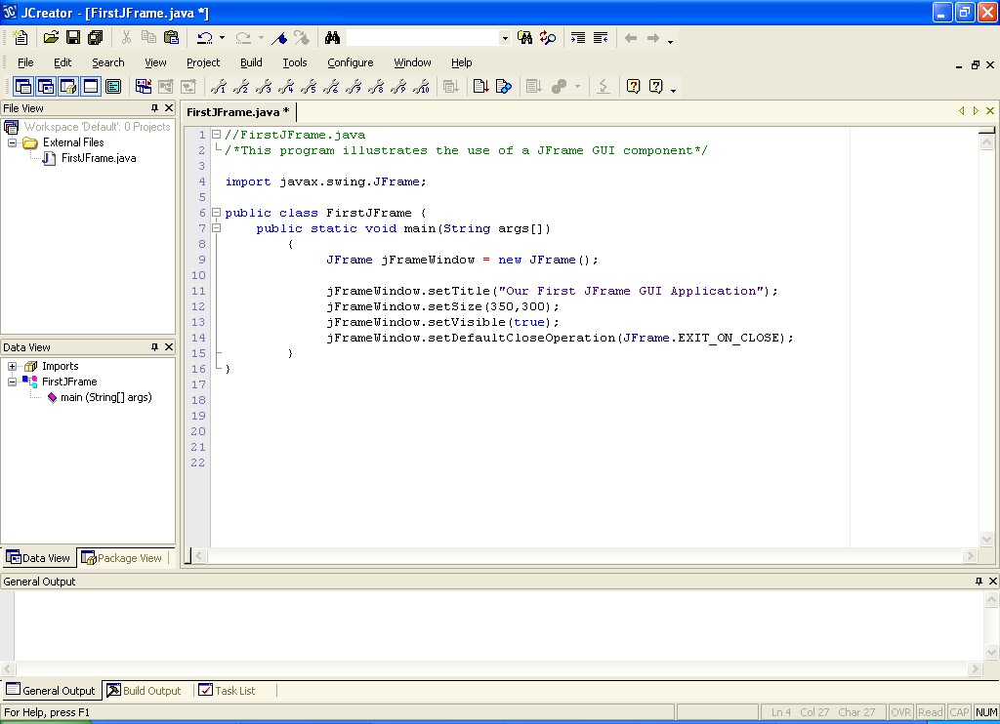 JCreator - [FirstJFrame.java *]
File Edit Search View Project Build Tools Configure Window Help
File View
FirstJFrame.java *
Workspace 'Default': 0 Projects
External Files
FirstJFrame.java
1 //FirstJFrame.java
2 /*This program illustrates the use of a JFrame GUI component*/
3
4 import javax.swing.JFrame;
5
6 public class FirstJFrame {
7 public static void main(String args[])
8 {
9 JFrame jFrameWindow = new JFrame();
10
11 jFrameWindow.setTitle("Our First JFrame GUI Application");
12 jFrameWindow.setSize(350,300);
13 jFrameWindow.setVisible(true);
14 jFrameWindow.setDefaultCloseOperation(JFrame.EXIT_ON_CLOSE);
15 }
16 }
17
18
19
20
21
22
Data View
Imports
FirstJFrame
main (String[] args)
Data View Package View
General Output
General Output Build Output Task List
For Help, press F1 Ln 4 Col 27 Char 27 OVR Read CAP NUM